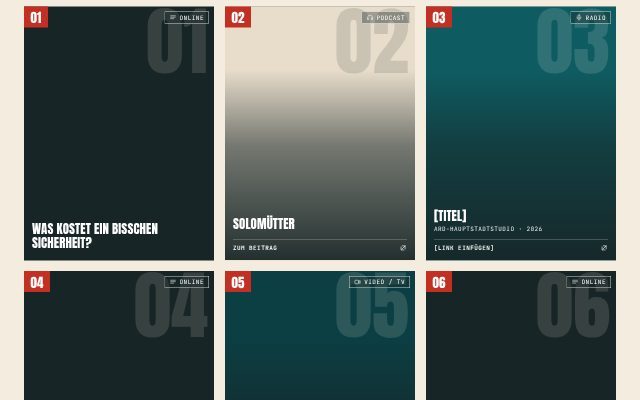 01
ONLINE
01
WAS KOSTET EIN BISSCHEN
SICHERHEIT?
02
PODCAST
02
SOLOMÜTTER
ZUM BEITRAG
03
RADIO
03
[TITEL]
ARD-HAUPTSTADTSTUDIO · 2026
[LINK EINFÜGEN]
04
ONLINE
04
05
VIDEO / TV
05
06
ONLINE
06